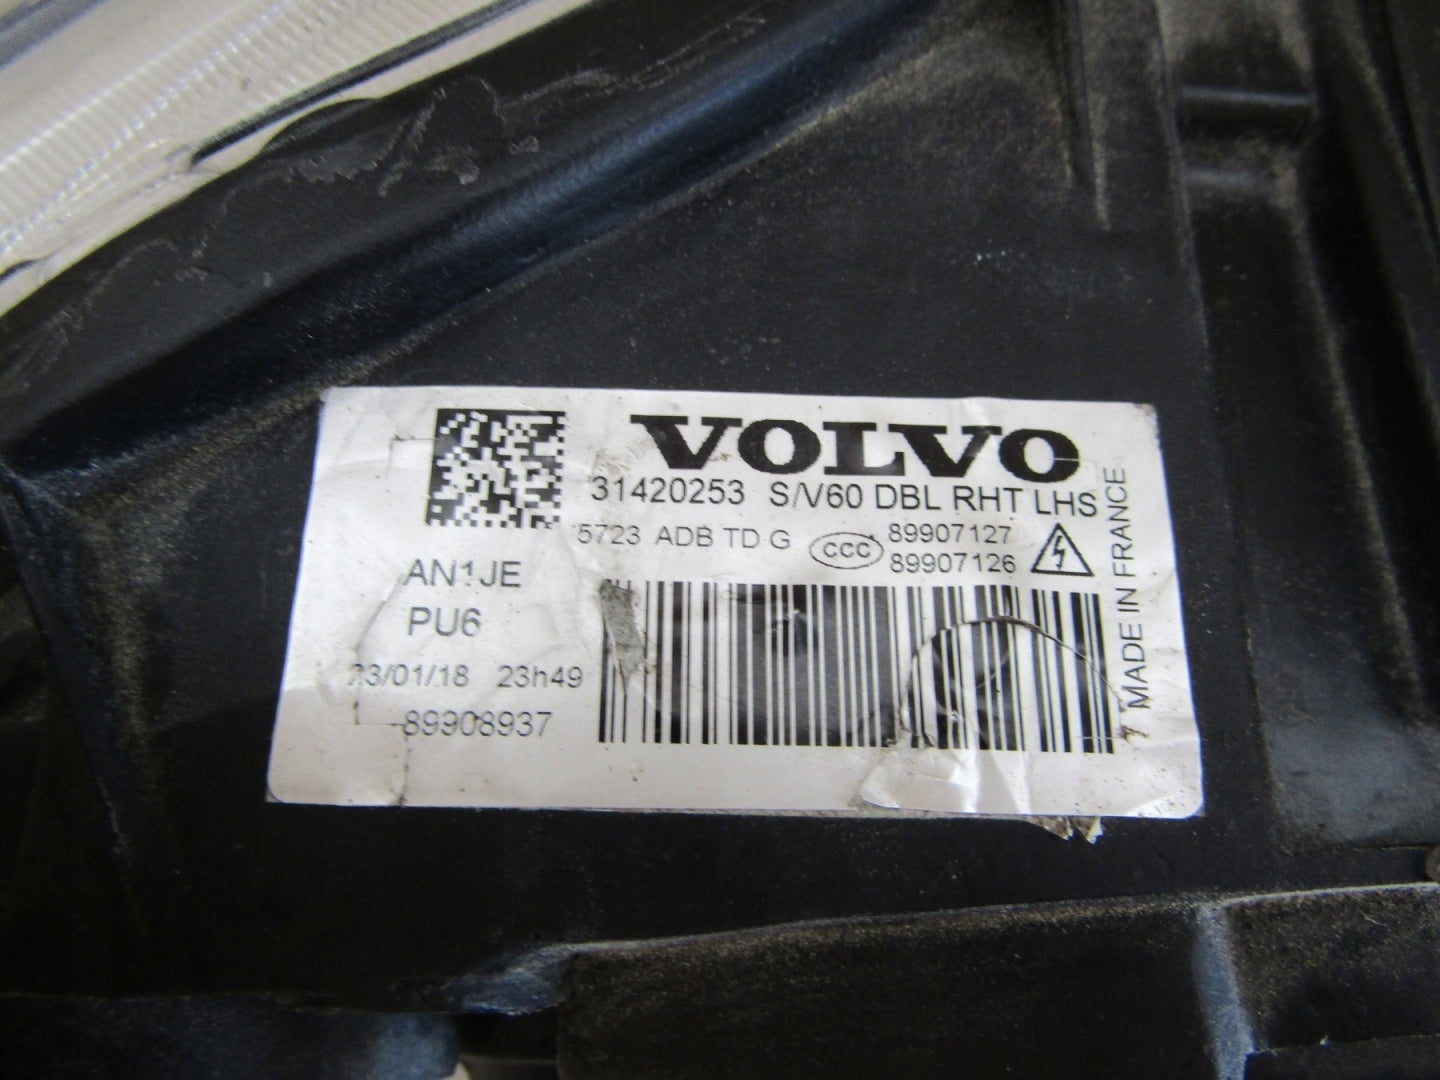 VOLVO
31420253 S/V60 DBL RHT LHS
5723 ADB TD G
CCC
89907127
89907126
MADE IN FRANCE
AN1JE
PU6
23/01/18 23h49
89908937